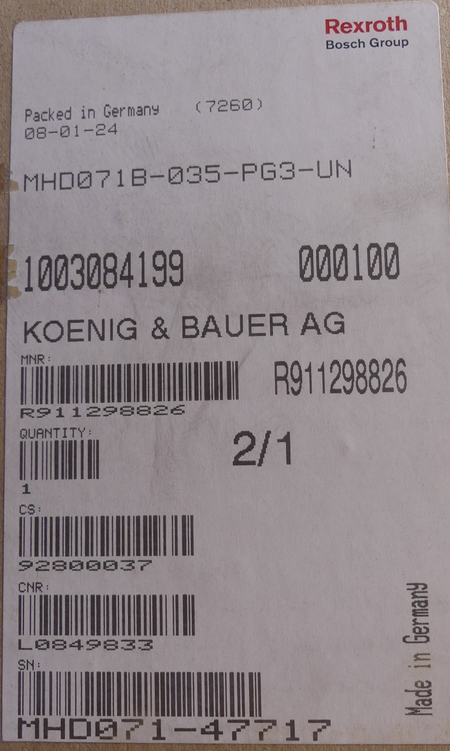 Rexroth
Bosch Group
Packed in Germany (7260)
08-01-24
MHD071B-035-PG3-UN
1003084199 000100
KOENIG & BAUER AG
MNR:
R911298826
R911298826
QUANTITY:
2/1
1
CS:
92800037
CNR:
L0849833
SN:
MHD071-47717
Made in Germany